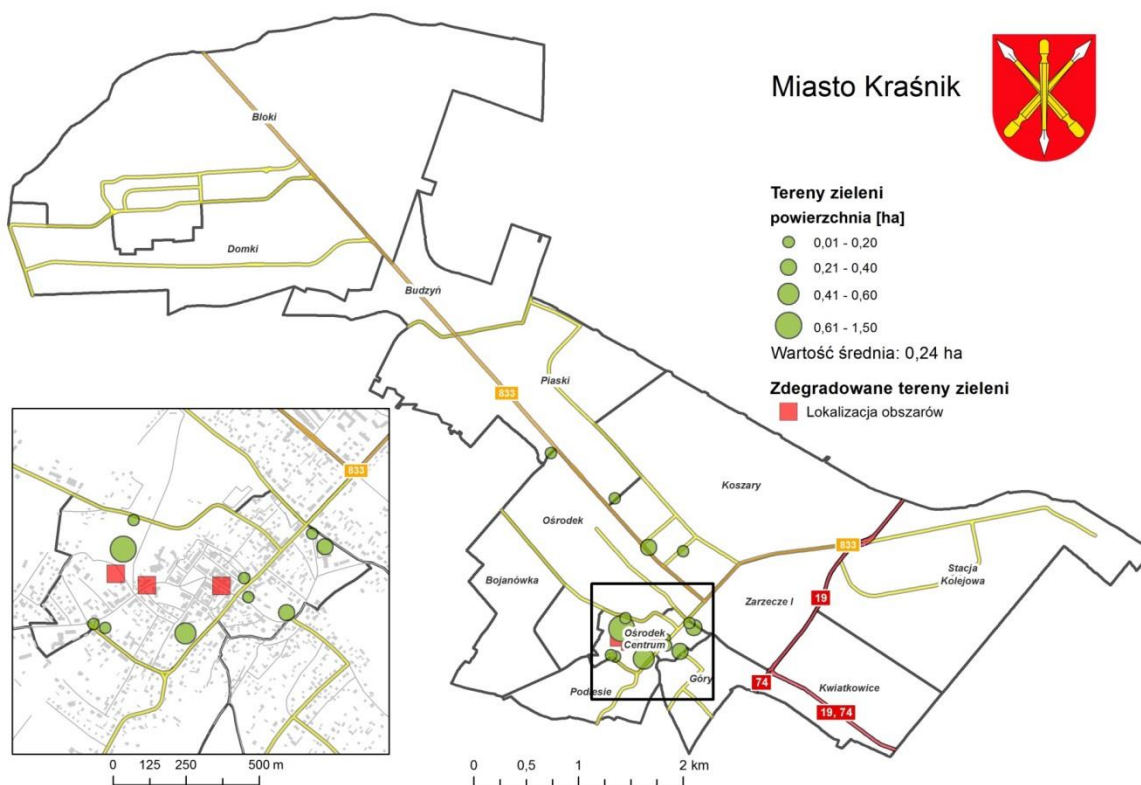 Miasto Kraśnik
Bloki
Domki
Budzyń
Piaski
833
Koszary
Ośrodek
Bojanówka
833
Stacja
Kolejowa
Zarzecze I
19
Ośrodek
Centrum
74
Góry
Podlesie
Kwiatkowice
19, 74
Tereny zieleni
powierzchnia [ha]
0,01 - 0,20
0,21 - 0,40
0,41 - 0,60
0,61 - 1,50
Wartość średnia: 0,24 ha
Zdegradowane tereny zieleni
Lokalizacja obszarów
833
0 125 250 500 m
0 0,5 1 2 km